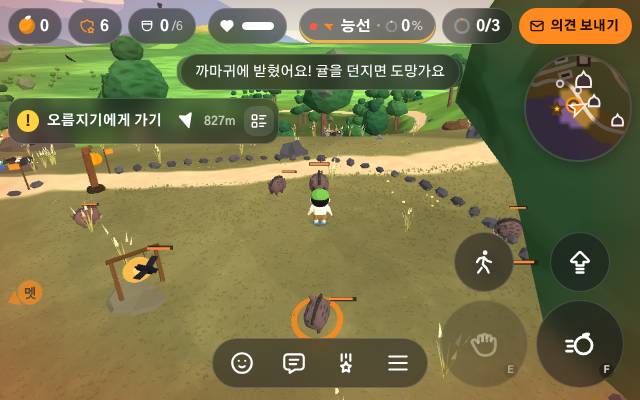 0
6
0/6
능선 · 0%
0/3
의견 보내기
까마귀에 받혔어요! 귤을 던지면 도망가요
! 오름지기에게 가기 827m
멧
E
F